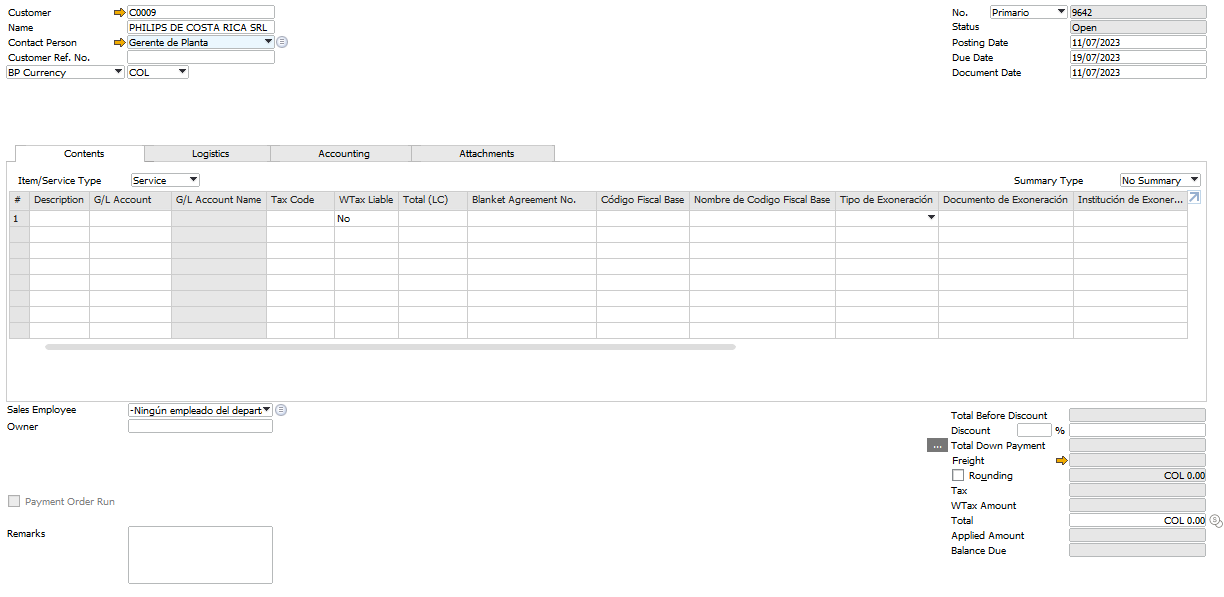 Customer C0009
Name PHILIPS DE COSTA RICA SRL
Contact Person Gerente de Planta
Customer Ref. No.
BP Currency COL
No. Primario 9642
Status Open
Posting Date 11/07/2023
Due Date 19/07/2023
Document Date 11/07/2023
Contents Logistics Accounting Attachments
Item/Service Type Service Summary Type No Summary
# Description G/L Account G/L Account Name Tax Code WTax Liable Total (LC) Blanket Agreement No. Código Fiscal Base Nombre de Codigo Fiscal Base Tipo de Exoneración Documento de Exoneración Institución de Exoner...
1 No
Sales Employee -Ningún empleado del depart
Owner
Payment Order Run
Remarks
Total Before Discount
Discount %
... Total Down Payment
Freight
Rounding COL 0.00
Tax
WTax Amount
Total COL 0.00
Applied Amount
Balance Due